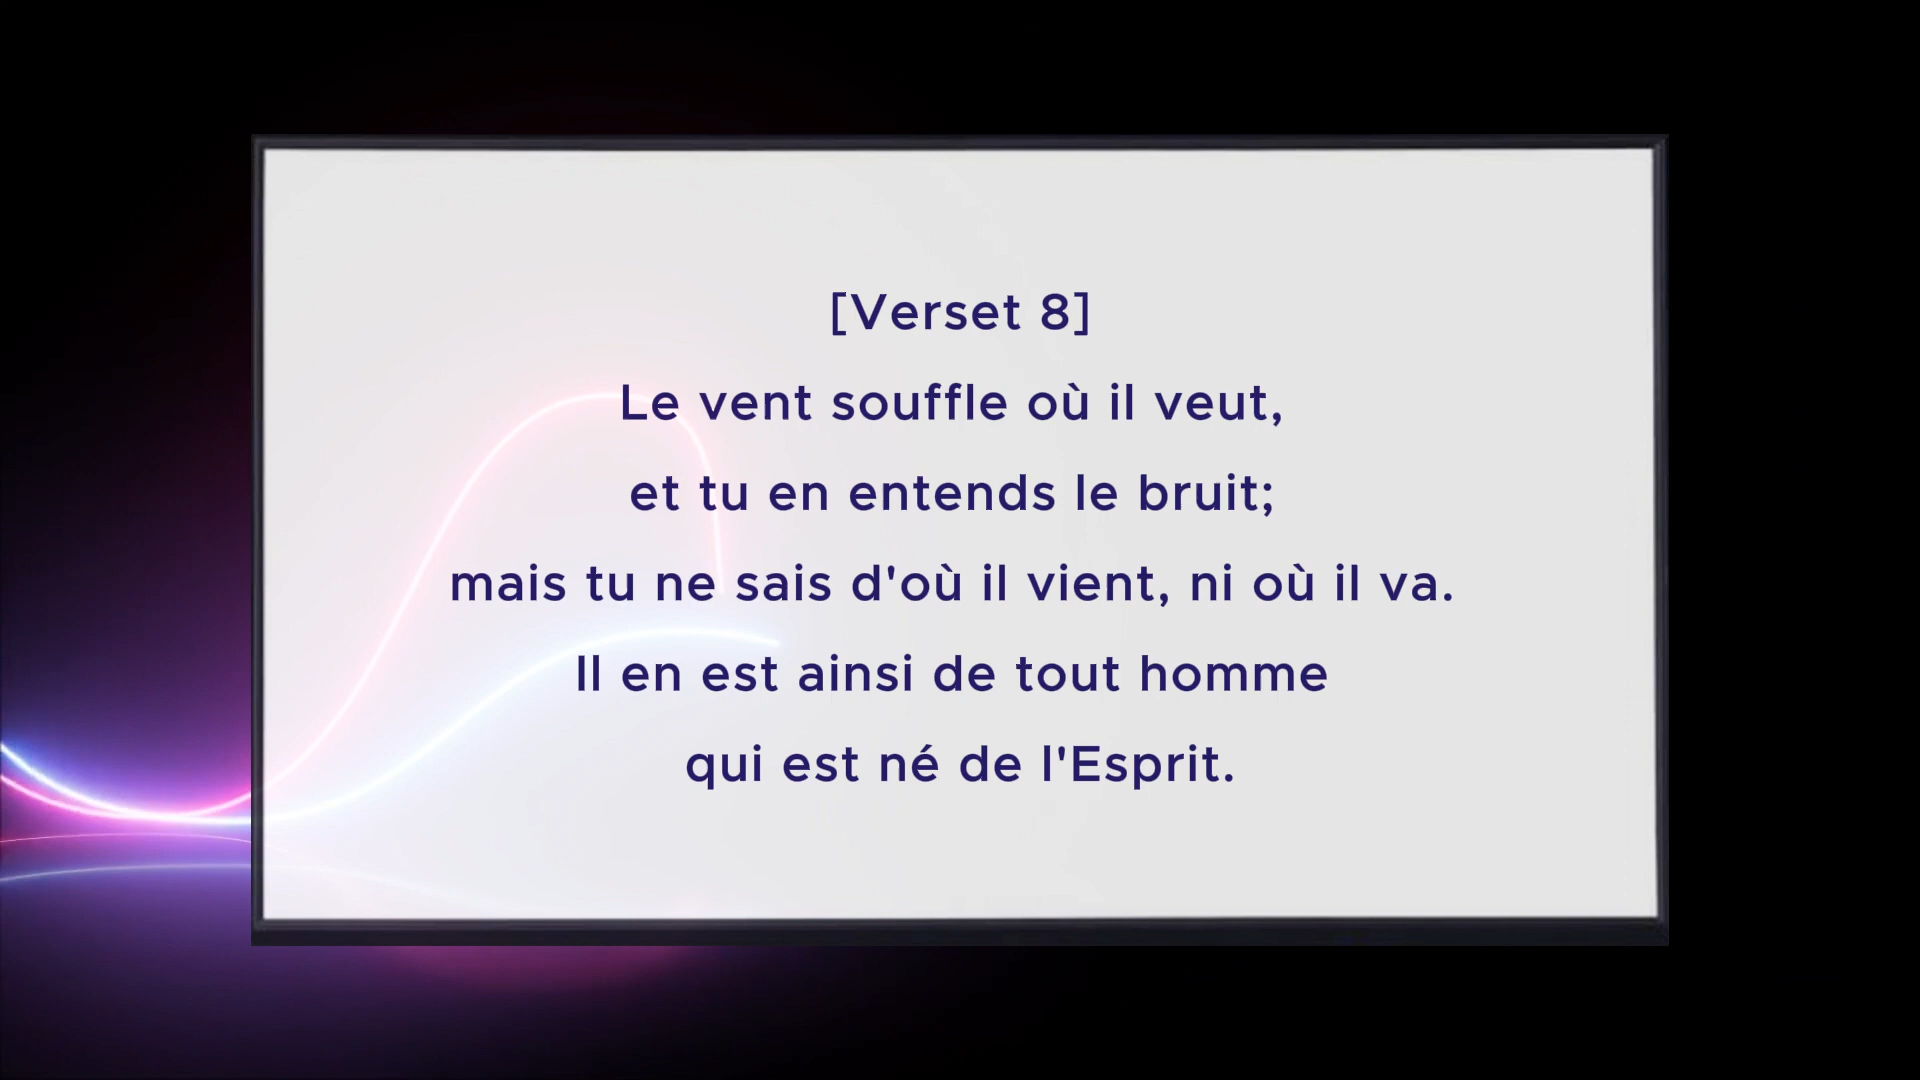 [Verset 8]
Le vent souffle où il veut,
et tu en entends le bruit;
mais tu ne sais d'où il vient, ni où il va.
Il en est ainsi de tout homme
qui est né de l'Esprit.